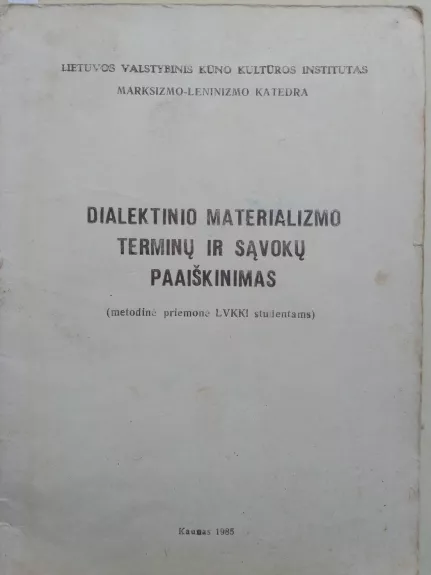 LIETUVOS VALSTYBINIS KŪNO KULTŪROS INSTITUTAS
MARKSIZMO-LENINIZMO KATEDRA
DIALEKTINIO MATERIALIZMO
TERMINŲ IR SĄVOKŲ
PAAIŠKINIMAS
(metodinė priemonė LVKKI studentams)
Kaunas 1985